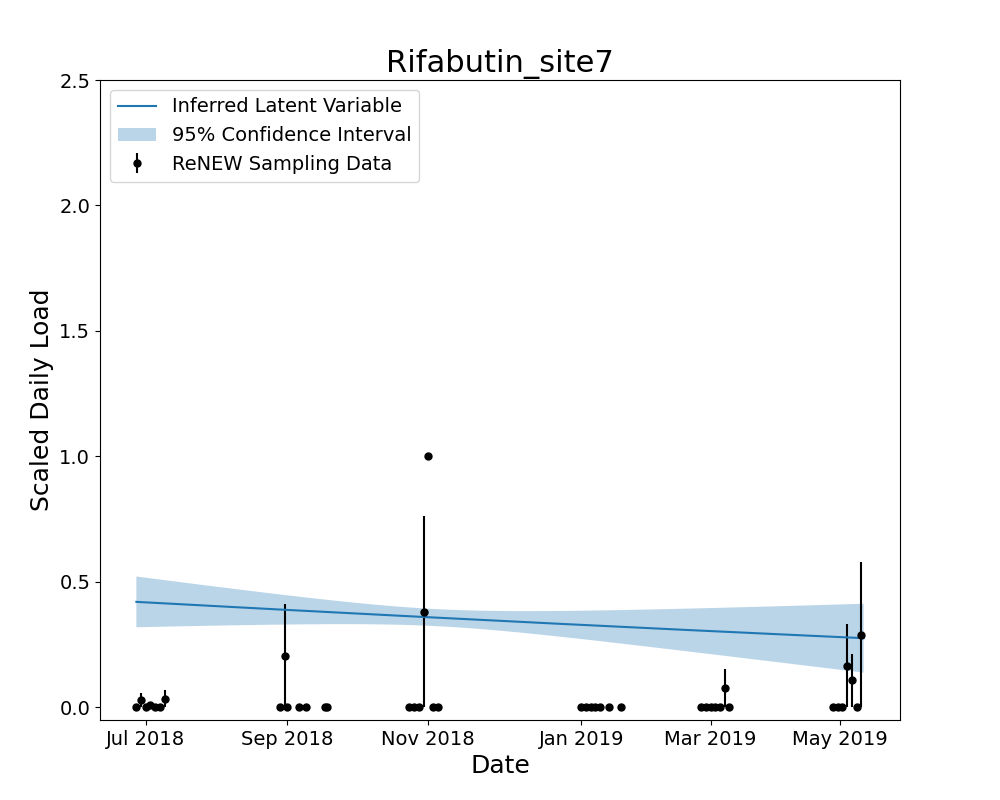 Rifabutin_site7
Inferred Latent Variable
95% Confidence Interval
ReNEW Sampling Data
Scaled Daily Load
2.5
2.0
1.5
1.0
0.5
0.0
Jul 2018 Sep 2018 Nov 2018 Jan 2019 Mar 2019 May 2019
Date